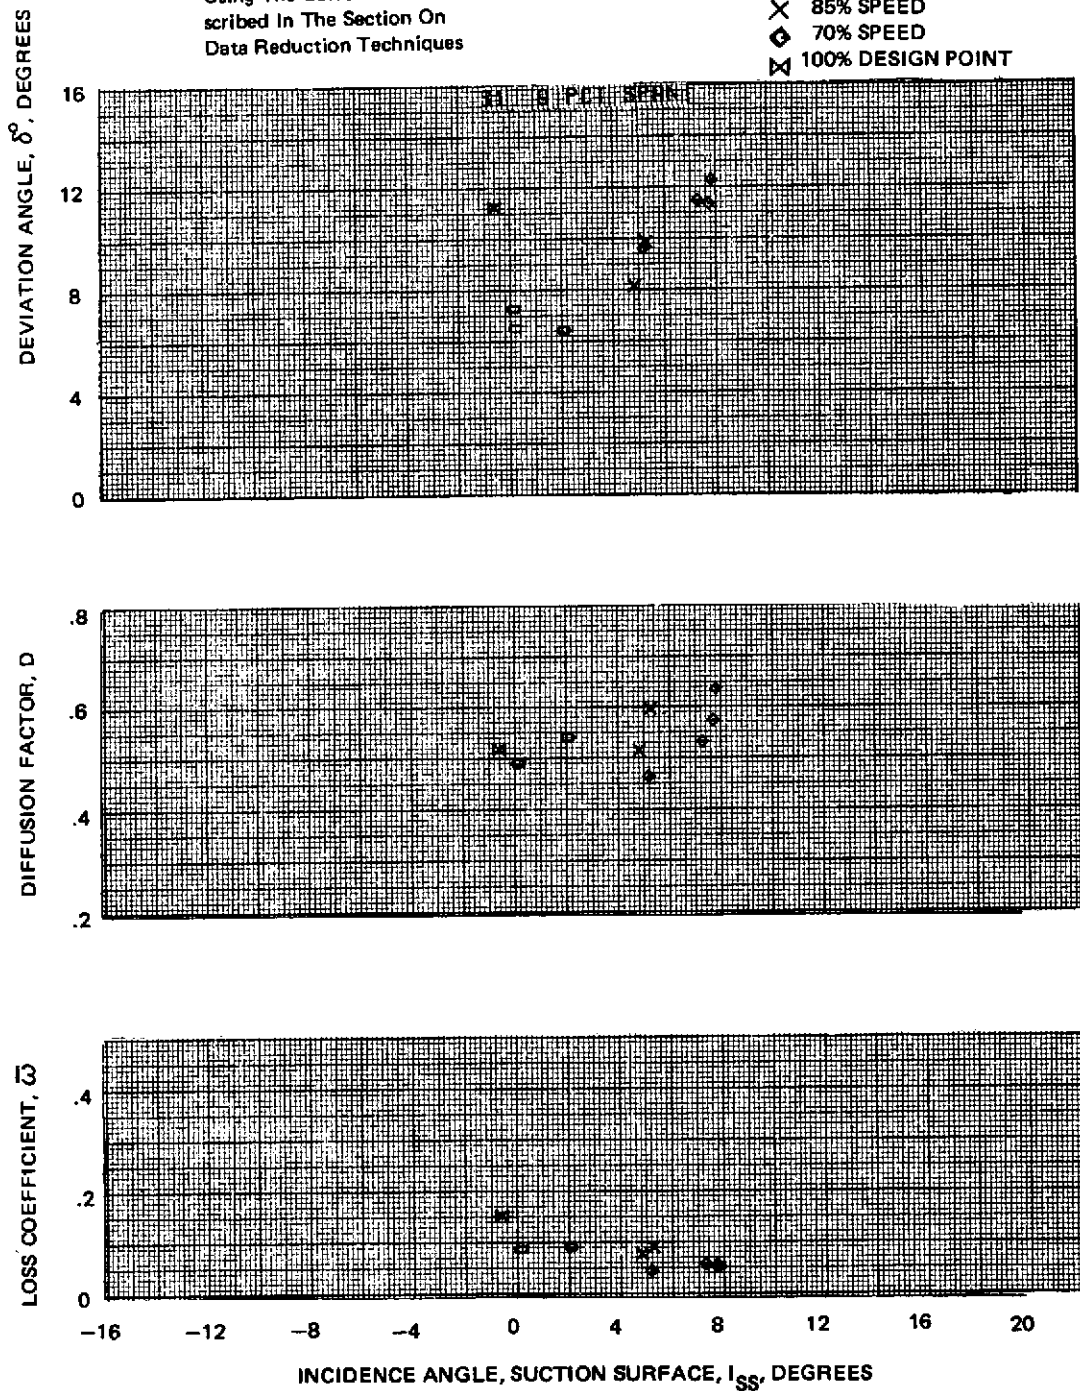 scribed In The Section On
Data Reduction Techniques
85% SPEED
70% SPEED
100% DESIGN POINT
DEVIATION ANGLE, δ°, DEGREES
16
12
8
4
0
PCT SPAN
DIFFUSION FACTOR, D
.8
.6
.4
.2
LOSS COEFFICIENT, ω̅
.4
.2
0
−16 −12 −8 −4 0 4 8 12 16 20
INCIDENCE ANGLE, SUCTION SURFACE, I_SS, DEGREES